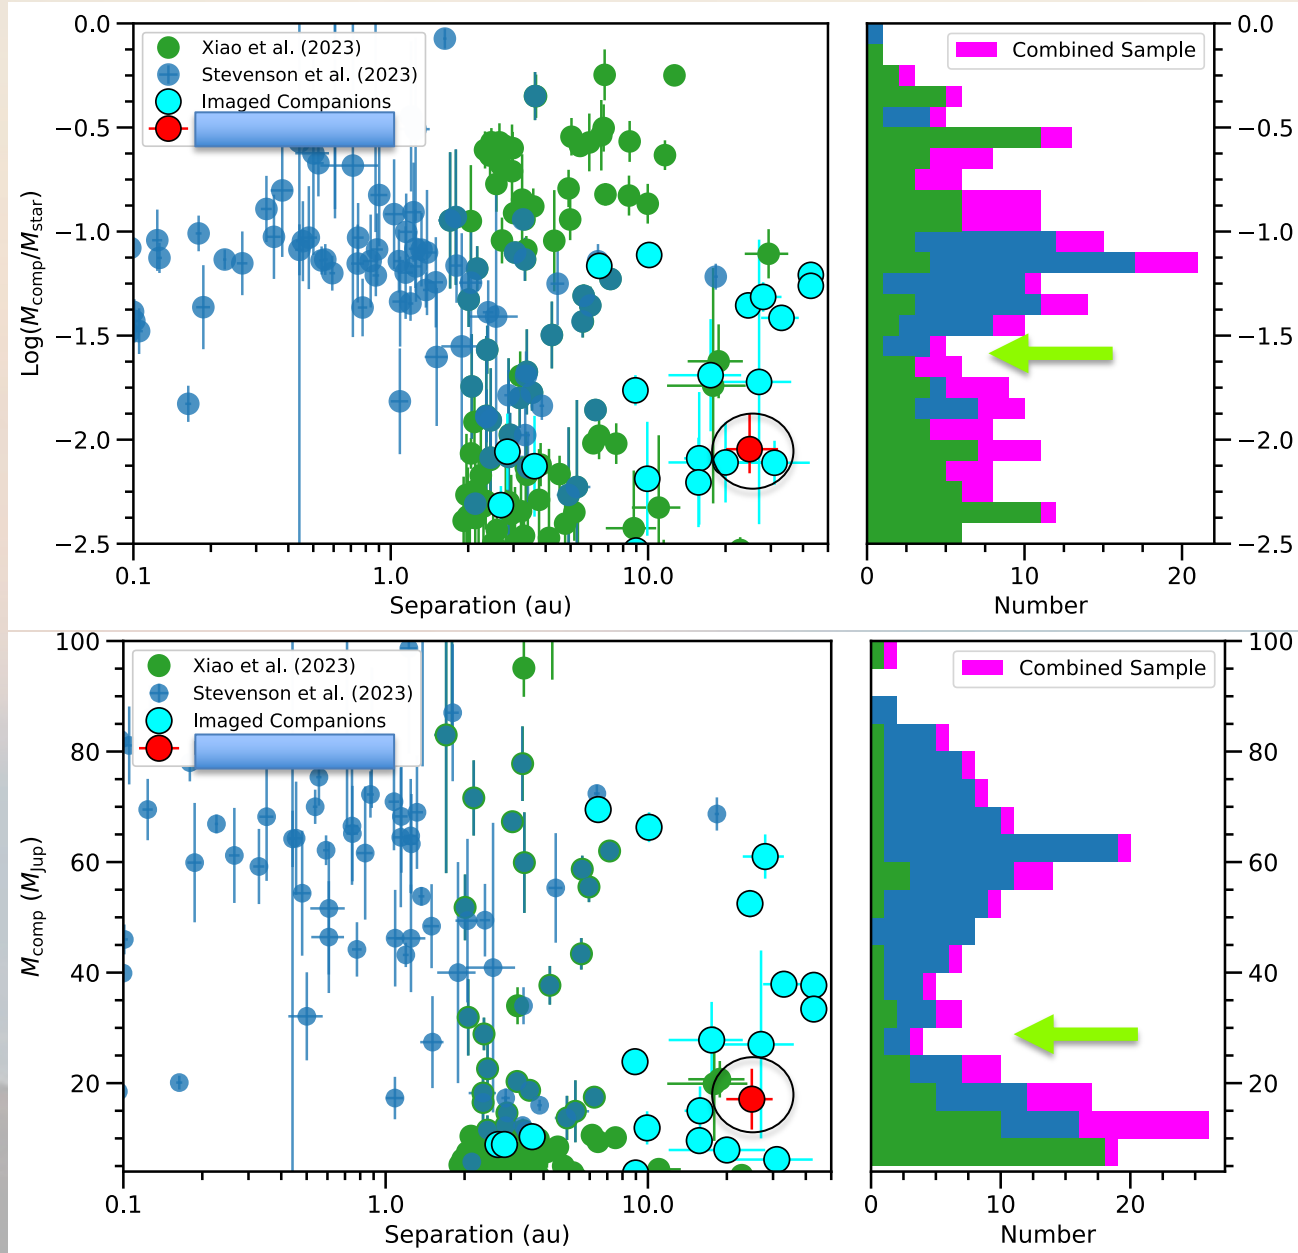 0.0
−0.5
−1.0
−1.5
−2.0
−2.5
Log(M_comp/M_star)
Xiao et al. (2023)
Stevenson et al. (2023)
Imaged Companions
0.1
1.0
10.0
Separation (au)
Combined Sample
0.0
−0.5
−1.0
−1.5
−2.0
−2.5
0
10
20
Number
100
80
60
40
20
M_comp (M_Jup)
Xiao et al. (2023)
Stevenson et al. (2023)
Imaged Companions
0.1
1.0
10.0
Separation (au)
Combined Sample
100
80
60
40
20
0
10
20
Number